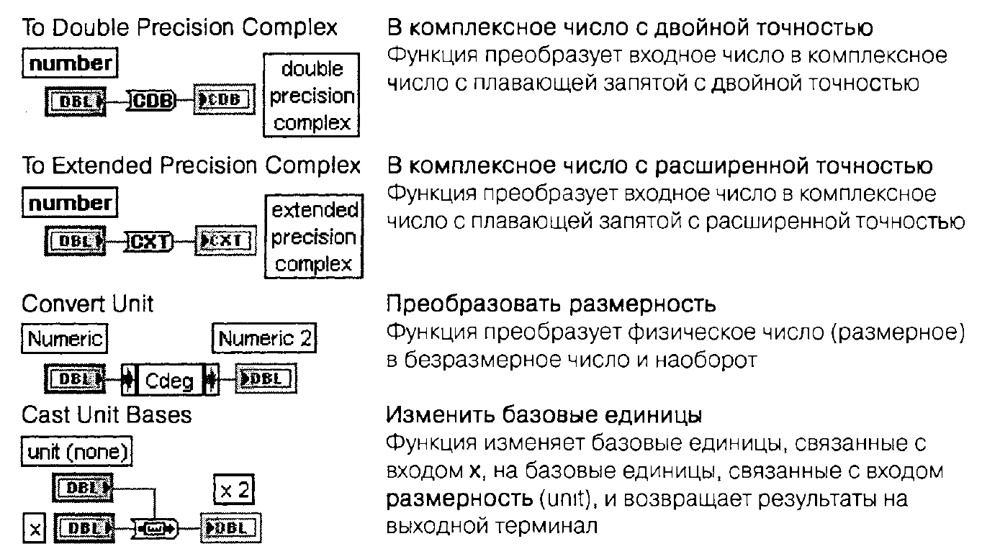 To Double Precision Complex
number
DBL CDB CDB
double
precision
complex
В комплексное число с двойной точностью
Функция преобразует входное число в комплексное
число с плавающей запятой с двойной точностью
To Extended Precision Complex
number
DBL CXT CXT
extended
precision
complex
В комплексное число с расширенной точностью
Функция преобразует входное число в комплексное
число с плавающей запятой с расширенной точностью
Convert Unit
Numeric Numeric 2
DBL Cdeg DBL
Преобразовать размерность
Функция преобразует физическое число (размерное)
в безразмерное число и наоборот
Cast Unit Bases
unit (none)
DBL x 2
x DBL DBL
Изменить базовые единицы
Функция изменяет базовые единицы, связанные с
входом x, на базовые единицы, связанные с входом
размерность (unit), и возвращает результаты на
выходной терминал